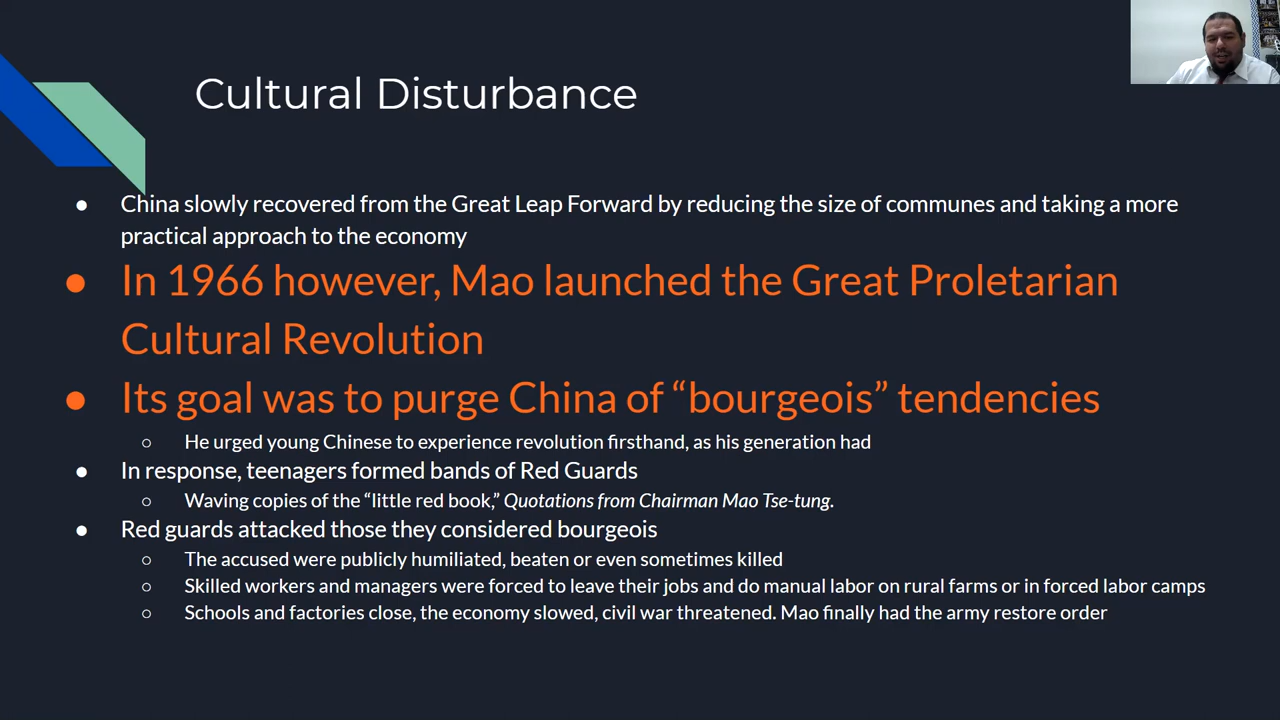 Cultural Disturbance
● China slowly recovered from the Great Leap Forward by reducing the size of communes and taking a more
practical approach to the economy
● In 1966 however, Mao launched the Great Proletarian
Cultural Revolution
● Its goal was to purge China of “bourgeois” tendencies
○ He urged young Chinese to experience revolution firsthand, as his generation had
● In response, teenagers formed bands of Red Guards
○ Waving copies of the “little red book,” Quotations from Chairman Mao Tse-tung.
● Red guards attacked those they considered bourgeois
○ The accused were publicly humiliated, beaten or even sometimes killed
○ Skilled workers and managers were forced to leave their jobs and do manual labor on rural farms or in forced labor camps
○ Schools and factories close, the economy slowed, civil war threatened. Mao finally had the army restore order